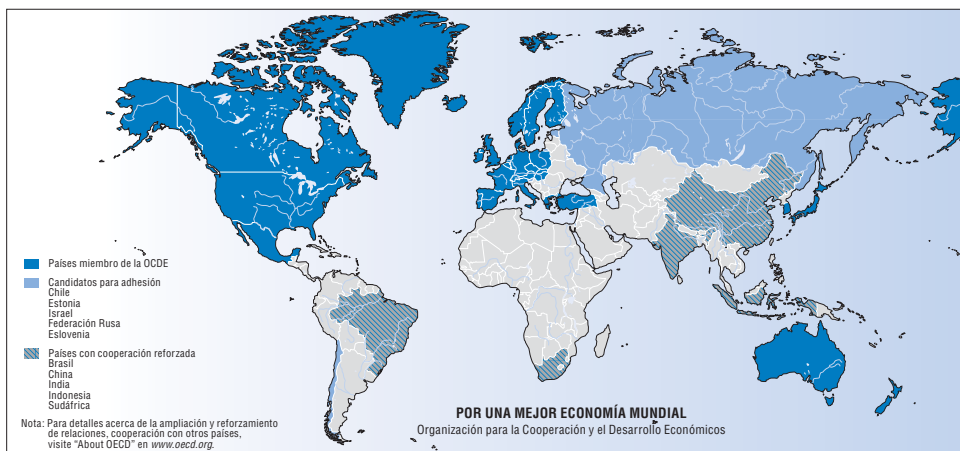 Países miembro de la OCDE
Candidatos para adhesión
Chile
Estonia
Israel
Federación Rusa
Eslovenia
Países con cooperación reforzada
Brasil
China
India
Indonesia
Sudáfrica
Nota: Para detalles acerca de la ampliación y reforzamiento
de relaciones, cooperación con otros países,
visite "About OECD" en www.oecd.org.
POR UNA MEJOR ECONOMÍA MUNDIAL
Organización para la Cooperación y el Desarrollo Económicos